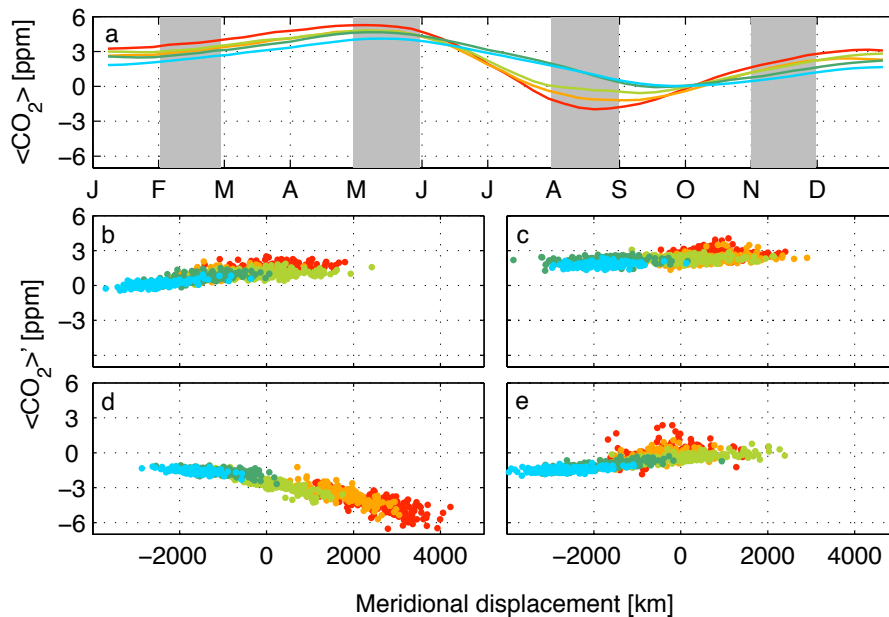 6
3
0
−3
−6
a
<CO2> [ppm]
J F M A M J J A S O N D
6
3
0
−3
b
c
<CO2>' [ppm]
6
3
0
−3
−6
d
e
−2000 0 2000 4000
−2000 0 2000 4000
Meridional displacement [km]